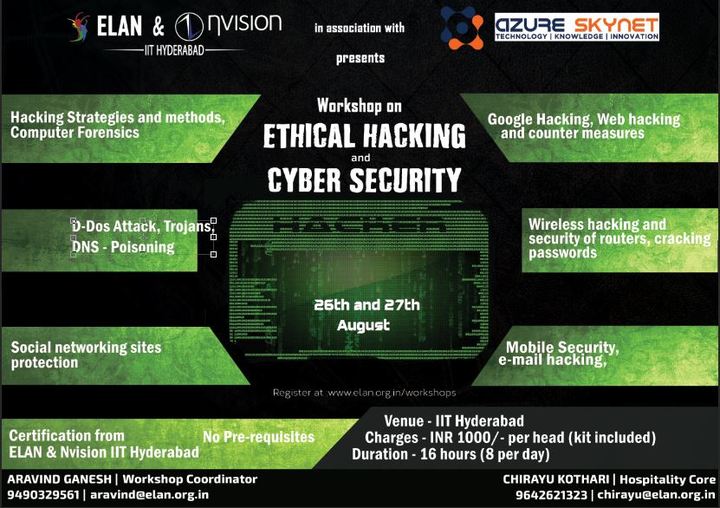 ELAN & ηvision
IIT HYDERABAD
in association with
AZURE SKYNET
TECHNOLOGY | KNOWLEDGE | INNOVATION
presents
Workshop on
ETHICAL HACKING
and
CYBER SECURITY
Hacking Strategies and methods,
Computer Forensics
Google Hacking, Web hacking
and counter measures
D-Dos Attack, Trojans,
DNS - Poisoning
HACKER
Wireless hacking and
security of routers, cracking
passwords
26th and 27th
August
Social networking sites
protection
Mobile Security,
e-mail hacking,
Register at www.elan.org.in/workshops
Certification from
ELAN & Nvision IIT Hyderabad
No Pre-requisites
Venue - IIT Hyderabad
Charges - INR 1000/- per head (kit included)
Duration - 16 hours (8 per day)
ARAVIND GANESH | Workshop Coordinator
9490329561 | aravind@elan.org.in
CHIRAYU KOTHARI | Hospitality Core
9642621323 | chirayu@elan.org.in